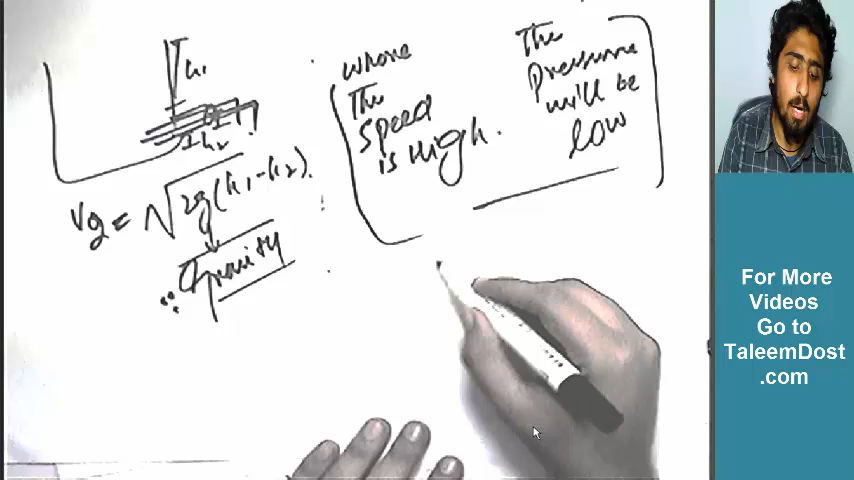 h1
h2
v2 = √2g(h1-h2).
∴ Gravity
where
The
Speed
is High.
The
Pressure
will be
low
For More
Videos
Go to
TaleemDost
.com